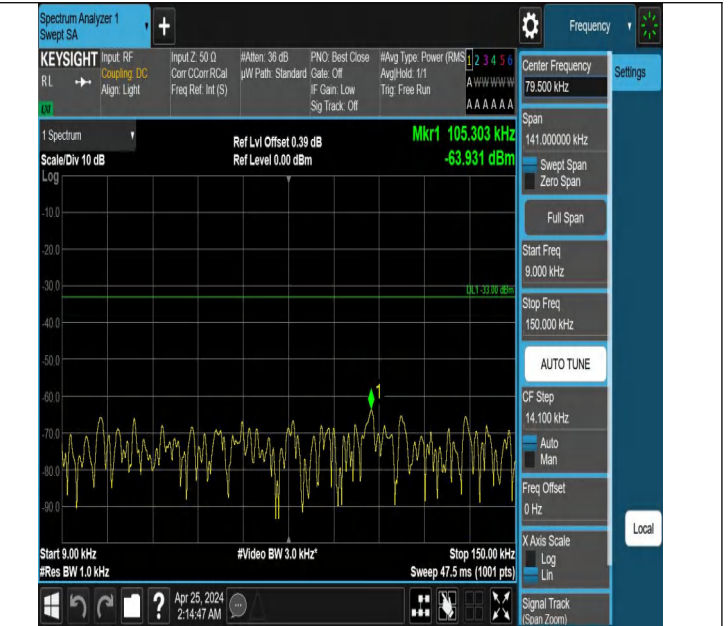 Spectrum Analyzer 1
Swept SA
+
Frequency
KEYSIGHT
RL
Input: RF
Coupling: DC
Align: Light
Input Z: 50 Ω
Corr CCorr RCal
Freq Ref: Int (S)
#Atten: 36 dB
µW Path: Standard
PNO: Best Close
Gate: Off
IF Gain: Low
Sig Track: Off
#Avg Type: Power (RMS
Avg|Hold: 1/1
Trig: Free Run
1 2 3 4 5 6
A W W W W W
A A A A A A
1 Spectrum
Scale/Div 10 dB
Log
Ref Lvl Offset 0.39 dB
Ref Level 0.00 dBm
Mkr1 105.303 kHz
-63.931 dBm
-10.0
-20.0
-30.0
DL1 -33.00 dBm
-40.0
-50.0
-60.0
1
-70.0
-80.0
-90.0
Start 9.00 kHz
#Res BW 1.0 kHz
#Video BW 3.0 kHz*
Stop 150.00 kHz
Sweep 47.5 ms (1001 pts)
?
Apr 25, 2024
2:14:47 AM
Center Frequency
79.500 kHz
Settings
Span
141.000000 kHz
Swept Span
Zero Span
Full Span
Start Freq
9.000 kHz
Stop Freq
150.000 kHz
AUTO TUNE
CF Step
14.100 kHz
Auto
Man
Freq Offset
0 Hz
X Axis Scale
Log
Lin
Local
Signal Track
(Span Zoom)